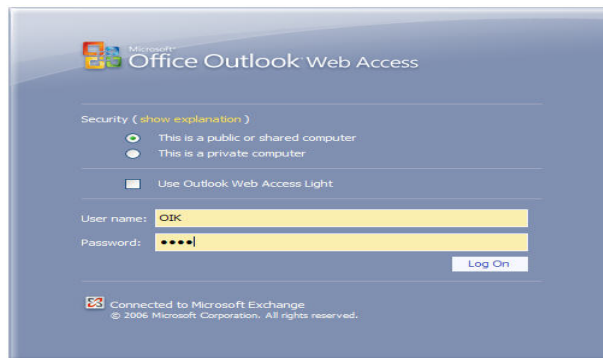 Microsoft®
Office Outlook Web Access
Security ( show explanation )
This is a public or shared computer
This is a private computer
Use Outlook Web Access Light
User name: OIK
Password: ●●●●
Log On
Connected to Microsoft Exchange
© 2006 Microsoft Corporation. All rights reserved.